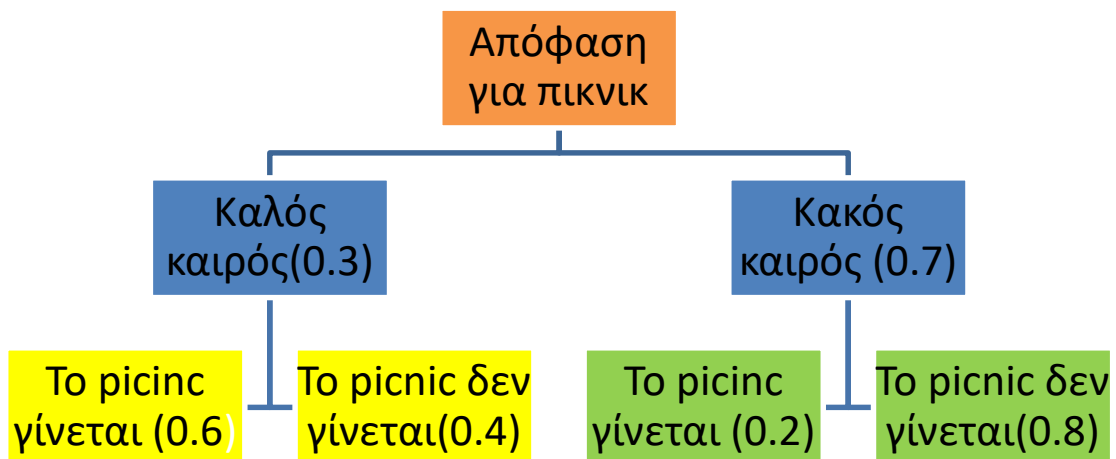 Απόφαση
για πικνικ
Καλός
καιρός(0.3)
Κακός
καιρός (0.7)
Το picinc
γίνεται (0.6)
Το picnic δεν
γίνεται(0.4)
Το picinc
γίνεται (0.2)
Το picnic δεν
γίνεται(0.8)